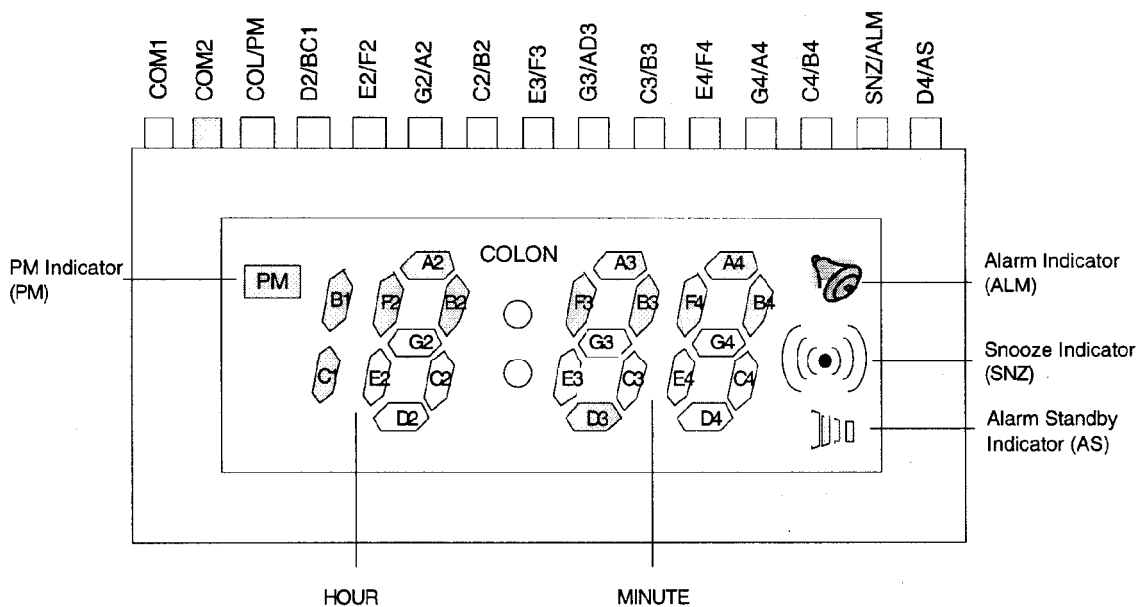 COM1
COM2
COL/PM
D2/BC1
E2/F2
G2/A2
C2/B2
E3/F3
G3/AD3
C3/B3
E4/F4
G4/A4
C4/B4
SNZ/ALM
D4/AS
PM Indicator
(PM)
PM
COLON
B1
C1
A2
F2
B2
G2
E2
C2
D2
A3
F3
B3
G3
E3
C3
D3
A4
F4
B4
G4
E4
C4
D4
Alarm Indicator
(ALM)
Snooze Indicator
(SNZ)
Alarm Standby
Indicator (AS)
HOUR
MINUTE